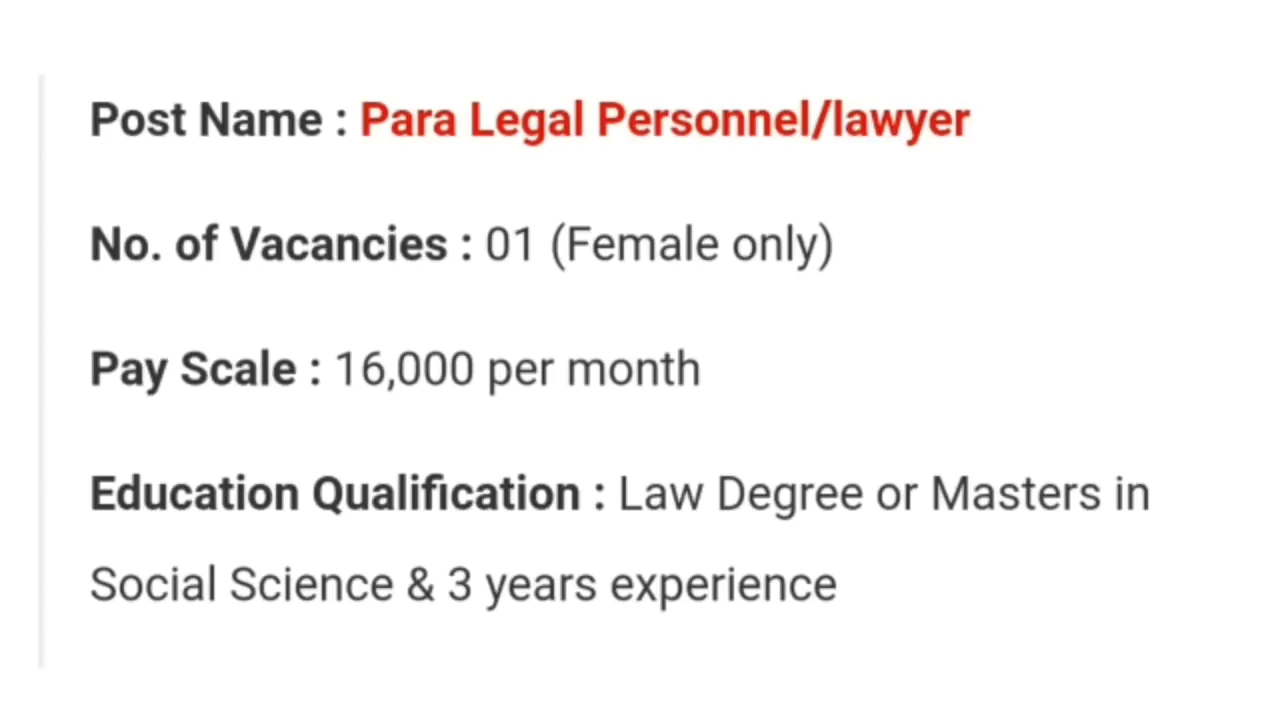 Post Name : Para Legal Personnel/lawyer
No. of Vacancies : 01 (Female only)
Pay Scale : 16,000 per month
Education Qualification : Law Degree or Masters in
Social Science & 3 years experience